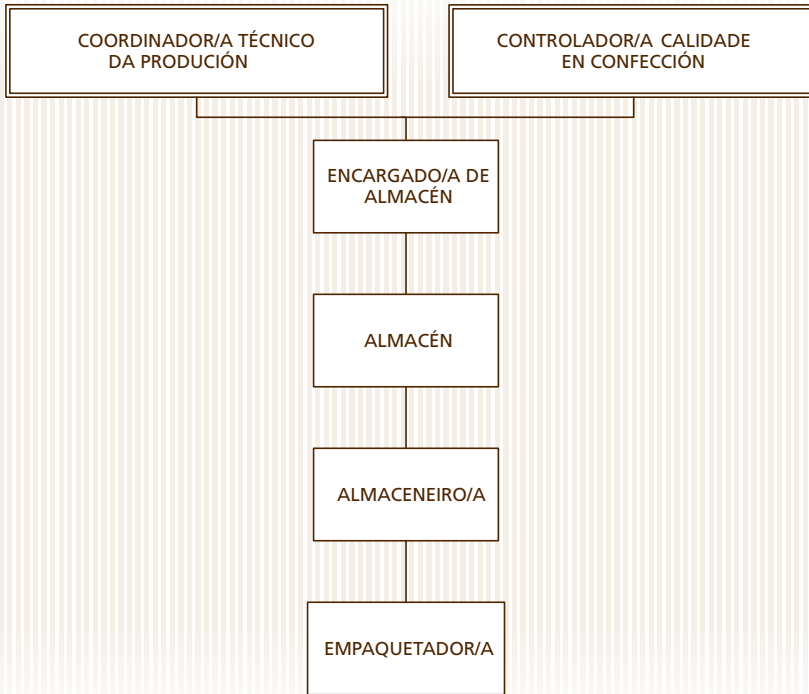 COORDINADOR/A TÉCNICO
DA PRODUCIÓN
CONTROLADOR/A CALIDADE
EN CONFECCIÓN
ENCARGADO/A DE
ALMACÉN
ALMACÉN
ALMACENEIRO/A
EMPAQUETADOR/A